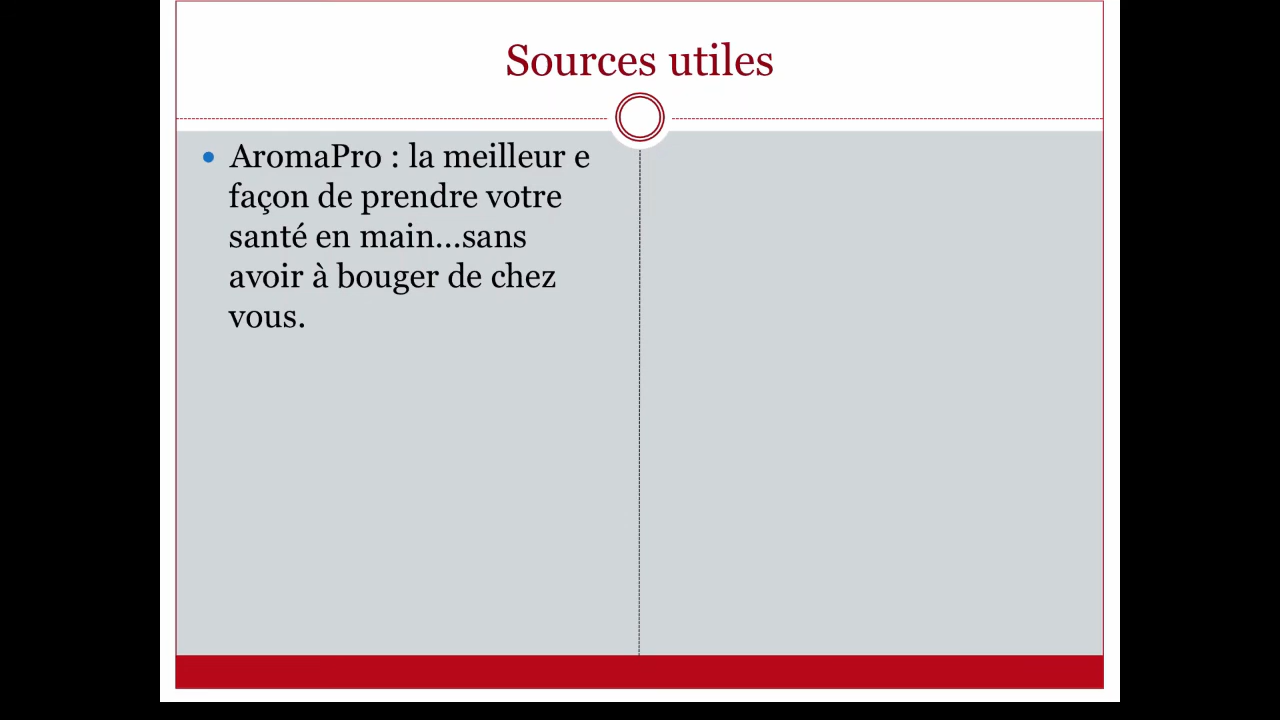 Sources utiles
AromaPro : la meilleur e
façon de prendre votre
santé en main...sans
avoir à bouger de chez
vous.